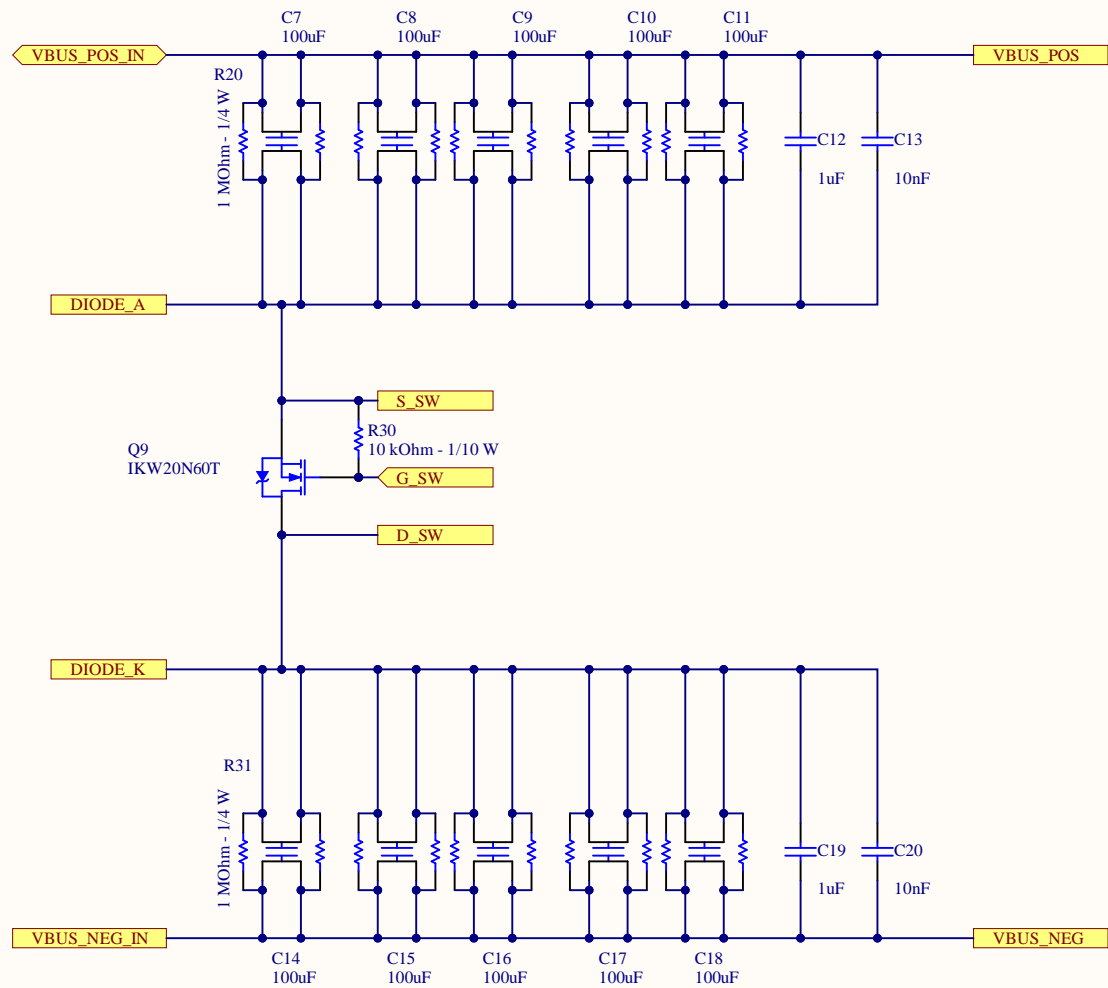 C7
100uF
C8
100uF
C9
100uF
C10
100uF
C11
100uF
VBUS_POS_IN
VBUS_POS
R20
1 MOhm - 1/4 W
C12
1uF
C13
10nF
DIODE_A
S_SW
R30
10 kOhm - 1/10 W
Q9
IKW20N60T
G_SW
D_SW
DIODE_K
R31
1 MOhm - 1/4 W
C19
1uF
C20
10nF
VBUS_NEG_IN
VBUS_NEG
C14
100uF
C15
100uF
C16
100uF
C17
100uF
C18
100uF